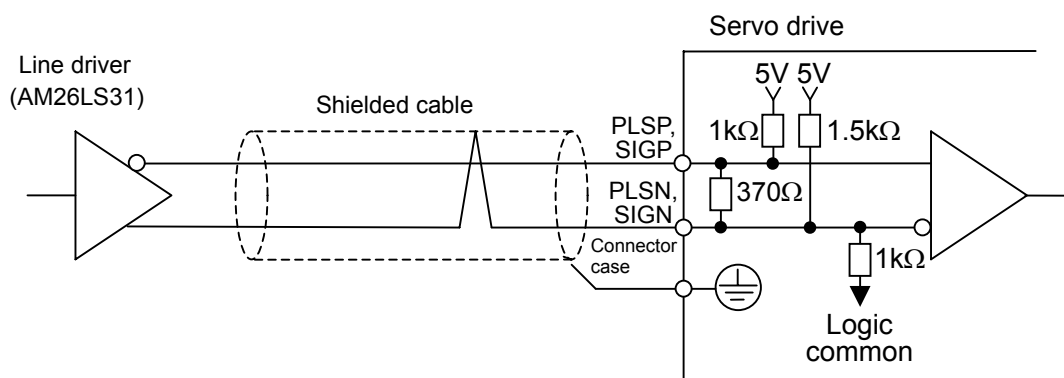 Servo drive
Line driver
(AM26LS31)
Shielded cable
5V 5V
PLSP,
SIGP
1kΩ
1.5kΩ
PLSN,
SIGN
370Ω
Connector
case
1kΩ
Logic
common